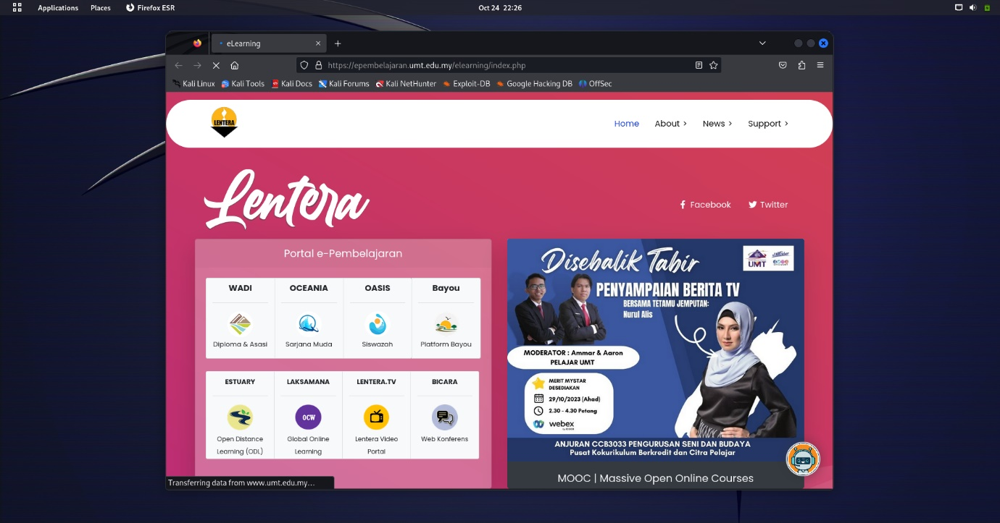 Applications Places Firefox ESR Oct 24 22:26
eLearning
https://epembelajaran.umt.edu.my/elearning/index.php
Kali Linux Kali Tools Kali Docs Kali Forums Kali NetHunter Exploit-DB Google Hacking DB OffSec
LENTERA
Home About > News > Support >
Lentera
Facebook Twitter
Portal e-Pembelajaran
WADI OCEANIA OASIS Bayou
Diploma & Asasi Sarjana Muda Siswazah Platform Bayou
ESTUARY LAKSAMANA LENTERA.TV BICARA
OCW
Open Distance Global Online Lentera Video Web Konferens
Learning (ODL) Learning Portal
Disebalik Tabir
UMT
PENYAMPAIAN BERITA TV
BERSAMA TETAMU JEMPUTAN:
Nurul Alis
MODERATOR : Ammar & Aaron
PELAJAR UMT
MERIT MYSTAR
DISEDIAKAN
29/10/2023 (Ahad)
2.30 - 4.30 Petang
webex
by CISCO
ANJURAN CCB3033 PENGURUSAN SENI DAN BUDAYA
Pusat Kokurikulum Berkredit dan Citra Pelajar
MOOC | Massive Open Online Courses
Transferring data from www.umt.edu.my…